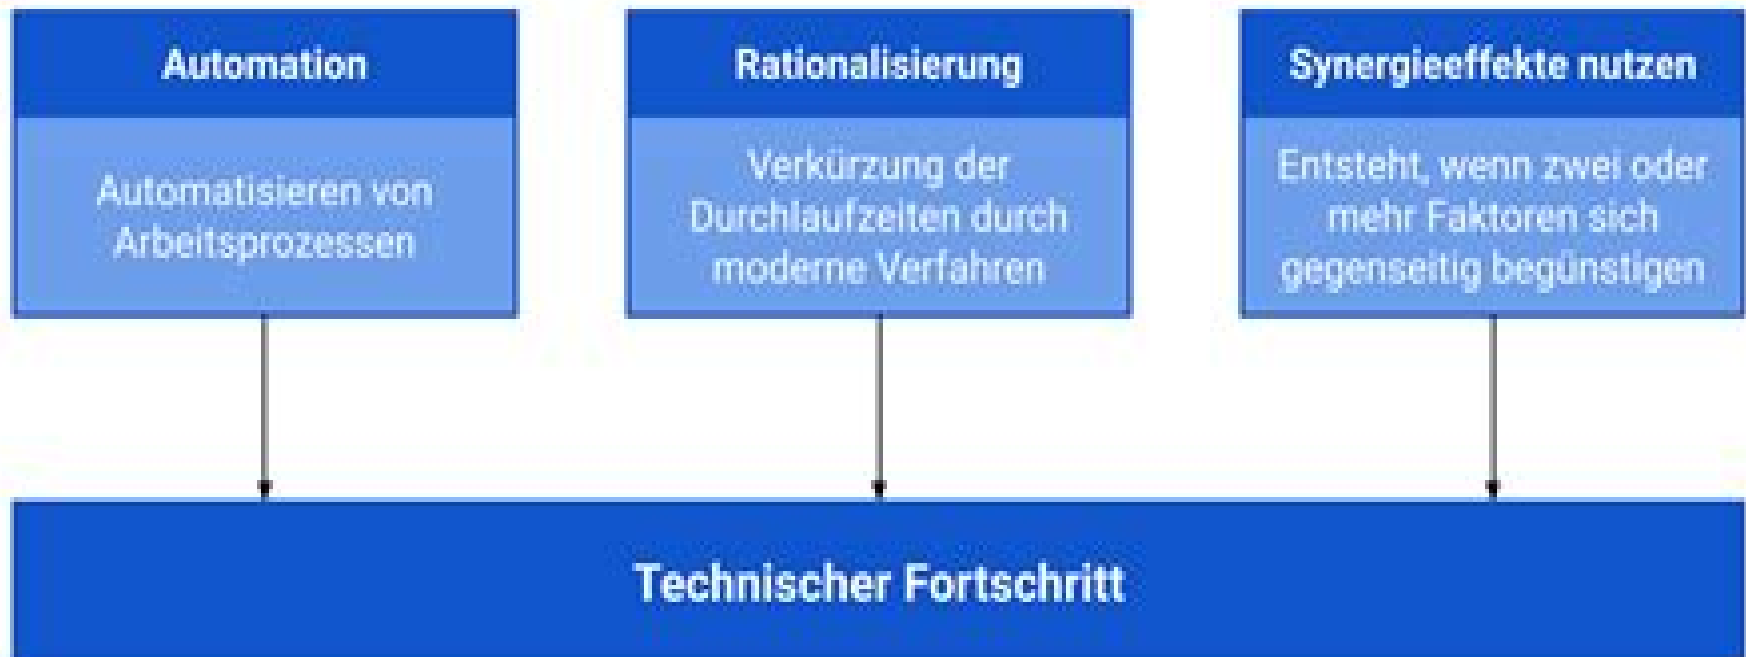 Automation
Automatisieren von
Arbeitsprozessen
Rationalisierung
Verkürzung der
Durchlaufzeiten durch
moderne Verfahren
Synergieeffekte nutzen
Entsteht, wenn zwei oder
mehr Faktoren sich
gegenseitig begünstigen
Technischer Fortschritt